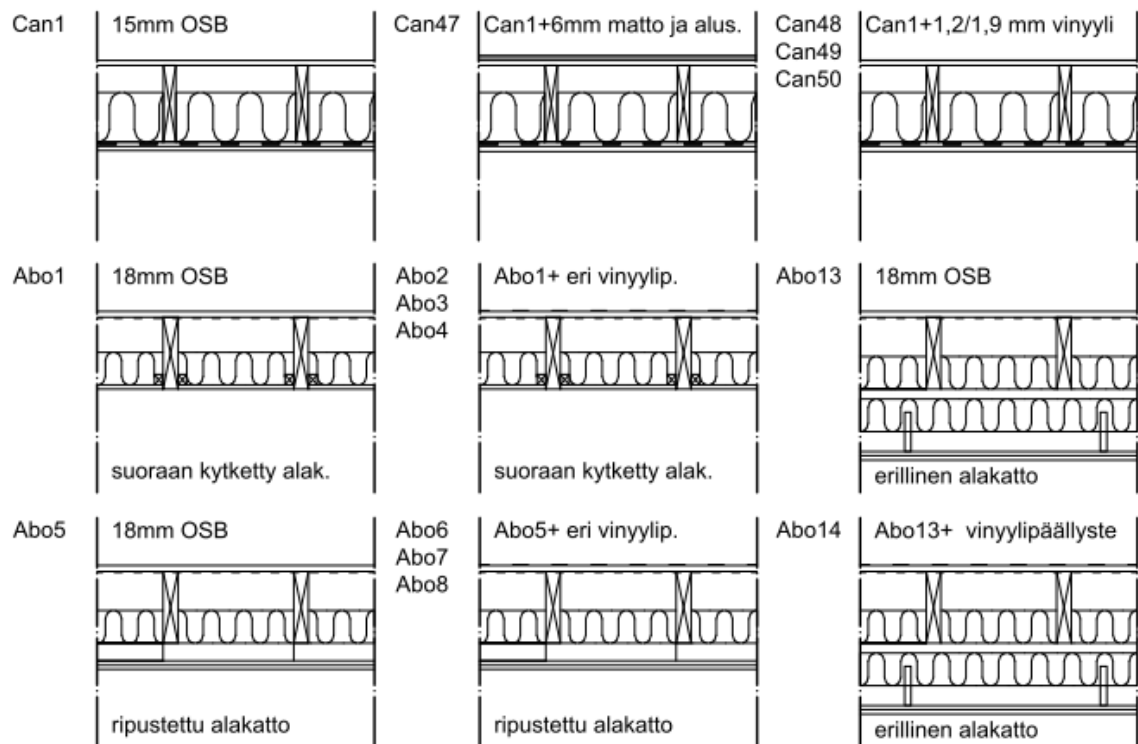 Can1
15mm OSB
Can47
Can1+6mm matto ja alus.
Can48
Can49
Can50
Can1+1,2/1,9 mm vinyyli
Abo1
18mm OSB
suoraan kytketty alak.
Abo2
Abo3
Abo4
Abo1+ eri vinyylip.
suoraan kytketty alak.
Abo13
18mm OSB
erillinen alakatto
Abo5
18mm OSB
ripustettu alakatto
Abo6
Abo7
Abo8
Abo5+ eri vinyylip.
ripustettu alakatto
Abo14
Abo13+ vinyylipäällyste
erillinen alakatto